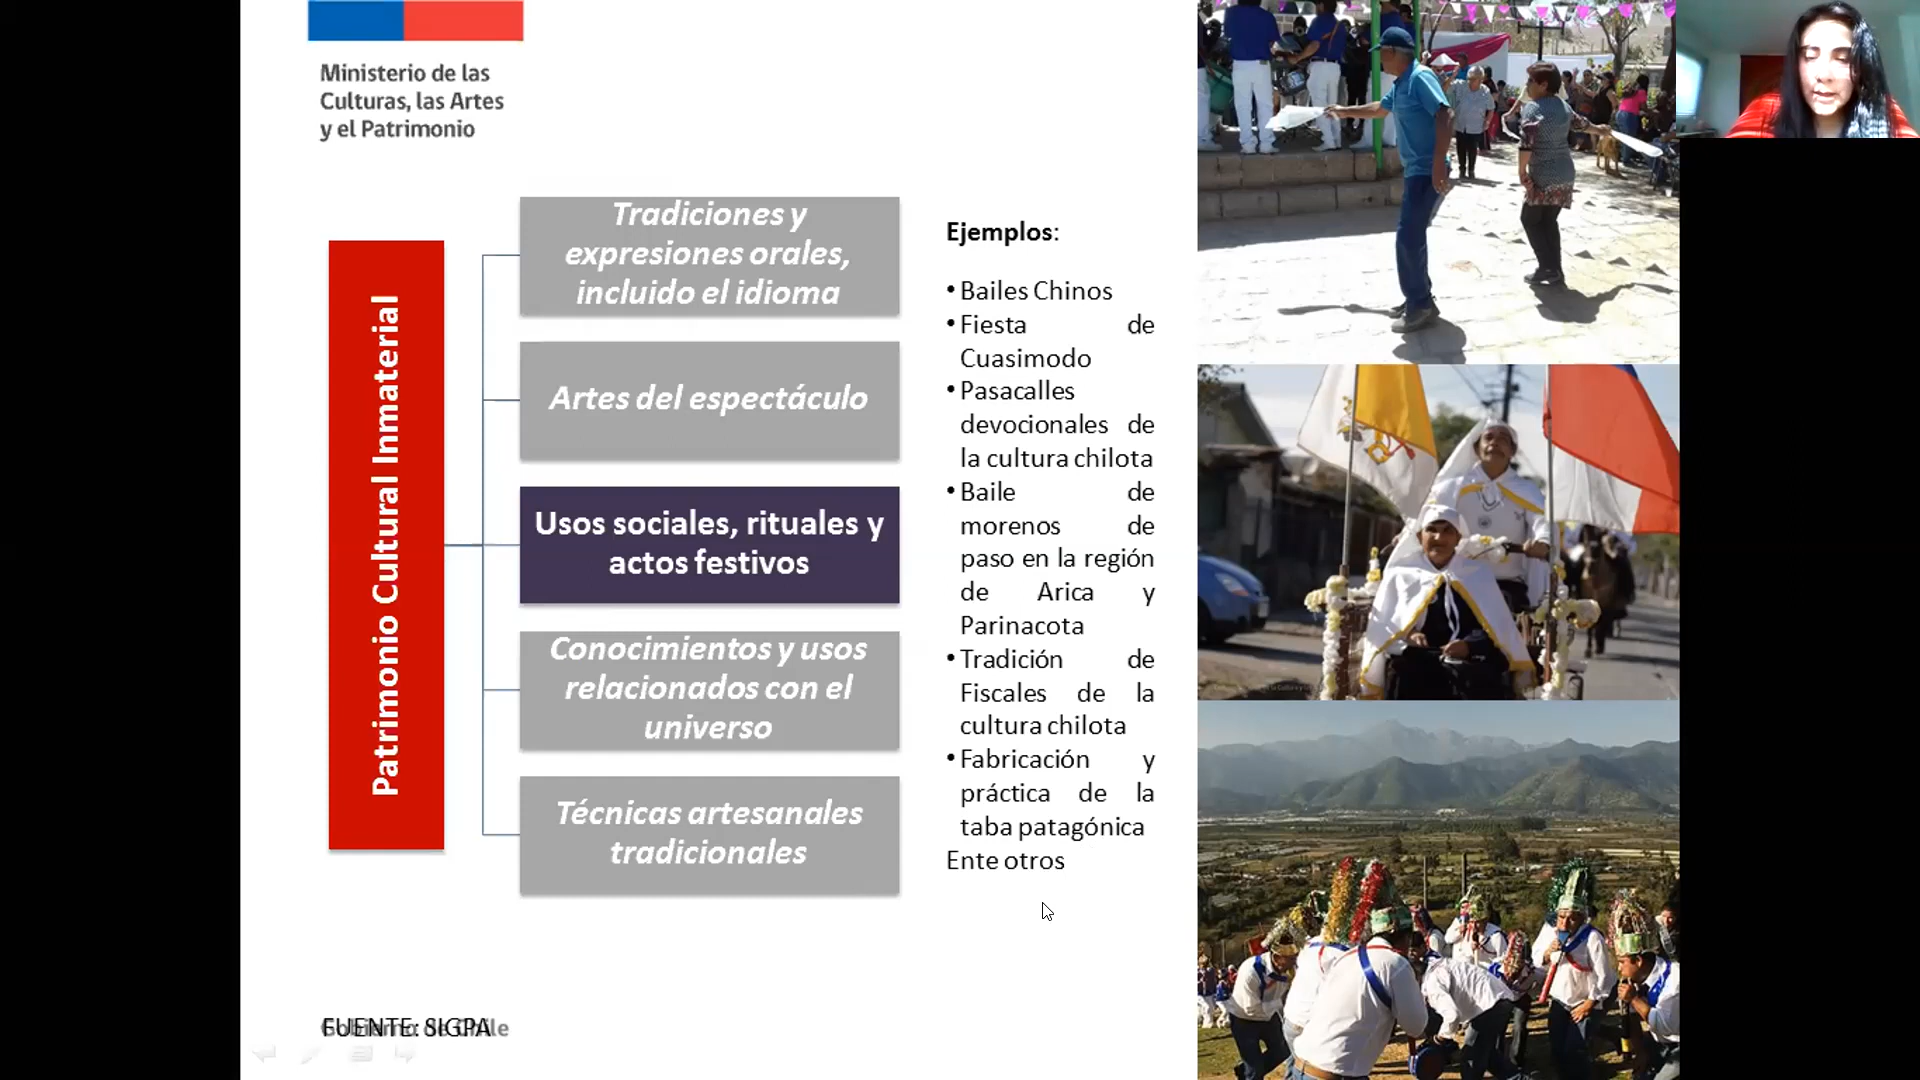 Ministerio de las
Culturas, las Artes
y el Patrimonio
Patrimonio Cultural Inmaterial
Tradiciones y
expresiones orales,
incluido el idioma
Artes del espectáculo
Usos sociales, rituales y
actos festivos
Conocimientos y usos
relacionados con el
universo
Técnicas artesanales
tradicionales
Ejemplos:
• Bailes Chinos
• Fiesta de
Cuasimodo
• Pasacalles
devocionales de
la cultura chilota
• Baile de
morenos de
paso en la región
de Arica y
Parinacota
• Tradición de
Fiscales de la
cultura chilota
• Fabricación y
práctica de la
taba patagónica
Ente otros
FUENTE: SIGPA
Gobierno de Chile